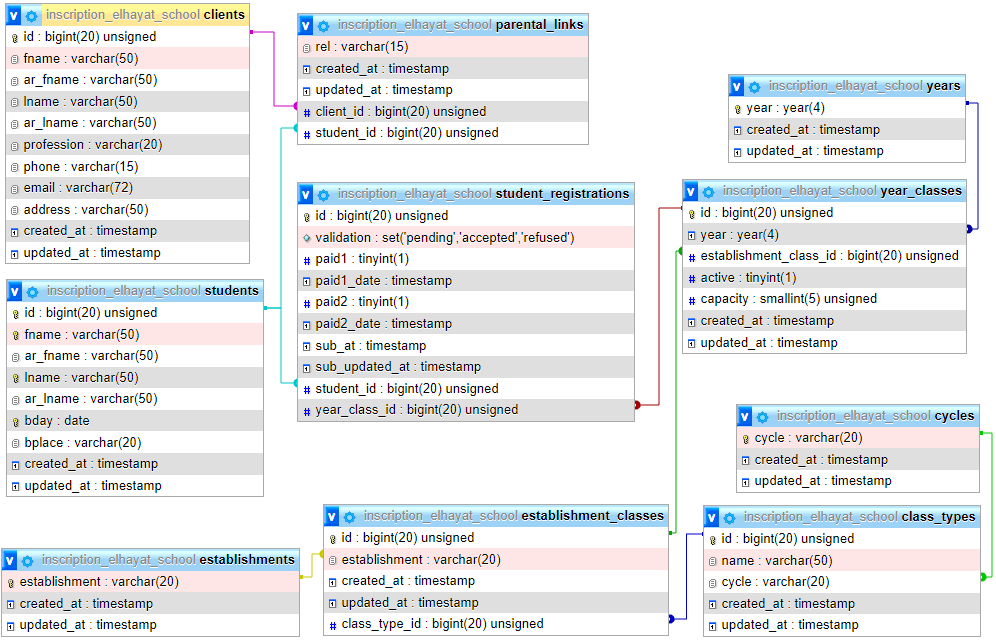 inscription_elhayat_school clients
id : bigint(20) unsigned
fname : varchar(50)
ar_fname : varchar(50)
lname : varchar(50)
ar_lname : varchar(50)
profession : varchar(20)
phone : varchar(15)
email : varchar(72)
address : varchar(50)
created_at : timestamp
updated_at : timestamp
inscription_elhayat_school students
id : bigint(20) unsigned
fname : varchar(50)
ar_fname : varchar(50)
lname : varchar(50)
ar_lname : varchar(50)
bday : date
bplace : varchar(20)
created_at : timestamp
updated_at : timestamp
inscription_elhayat_school establishments
establishment : varchar(20)
created_at : timestamp
updated_at : timestamp
inscription_elhayat_school parental_links
rel : varchar(15)
created_at : timestamp
updated_at : timestamp
# client_id : bigint(20) unsigned
# student_id : bigint(20) unsigned
inscription_elhayat_school student_registrations
id : bigint(20) unsigned
validation : set('pending','accepted','refused')
# paid1 : tinyint(1)
paid1_date : timestamp
# paid2 : tinyint(1)
paid2_date : timestamp
sub_at : timestamp
sub_updated_at : timestamp
# student_id : bigint(20) unsigned
# year_class_id : bigint(20) unsigned
inscription_elhayat_school establishment_classes
id : bigint(20) unsigned
establishment : varchar(20)
created_at : timestamp
updated_at : timestamp
# class_type_id : bigint(20) unsigned
inscription_elhayat_school years
year : year(4)
created_at : timestamp
updated_at : timestamp
inscription_elhayat_school year_classes
id : bigint(20) unsigned
year : year(4)
# establishment_class_id : bigint(20) unsigned
# active : tinyint(1)
# capacity : smallint(5) unsigned
created_at : timestamp
updated_at : timestamp
inscription_elhayat_school cycles
cycle : varchar(20)
created_at : timestamp
updated_at : timestamp
inscription_elhayat_school class_types
id : bigint(20) unsigned
name : varchar(50)
cycle : varchar(20)
created_at : timestamp
updated_at : timestamp